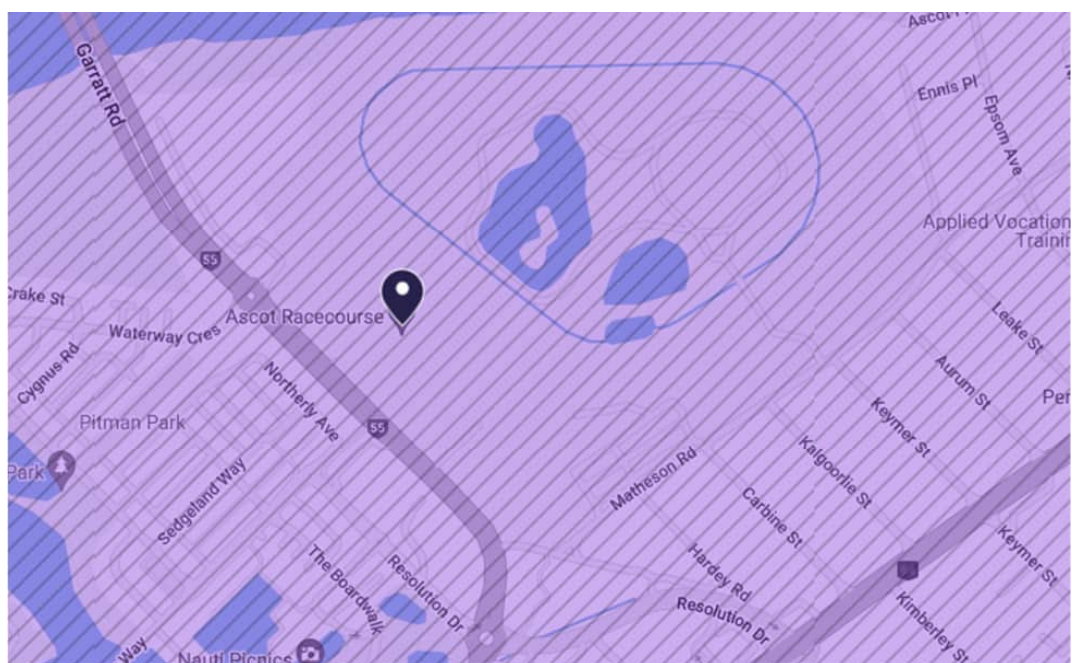 Ascot
Garratt Rd
Ennis Pl
Epsom Ave
Applied Vocation
Trainin
55
Crake St
Ascot Racecourse
Waterway Cres
Leake St
Cygnus Rd
Aurum St
Northerly Ave
Per
Keymer St
Pitman Park
55
Kalgoorlie St
Park
Matheson Rd
Sedgeland Way
Carbine St
Keymer St
The Boardwalk
Resolution Dr
Hardey Rd
Resolution Dr
Kimberley St
Way
Nauti Picnics